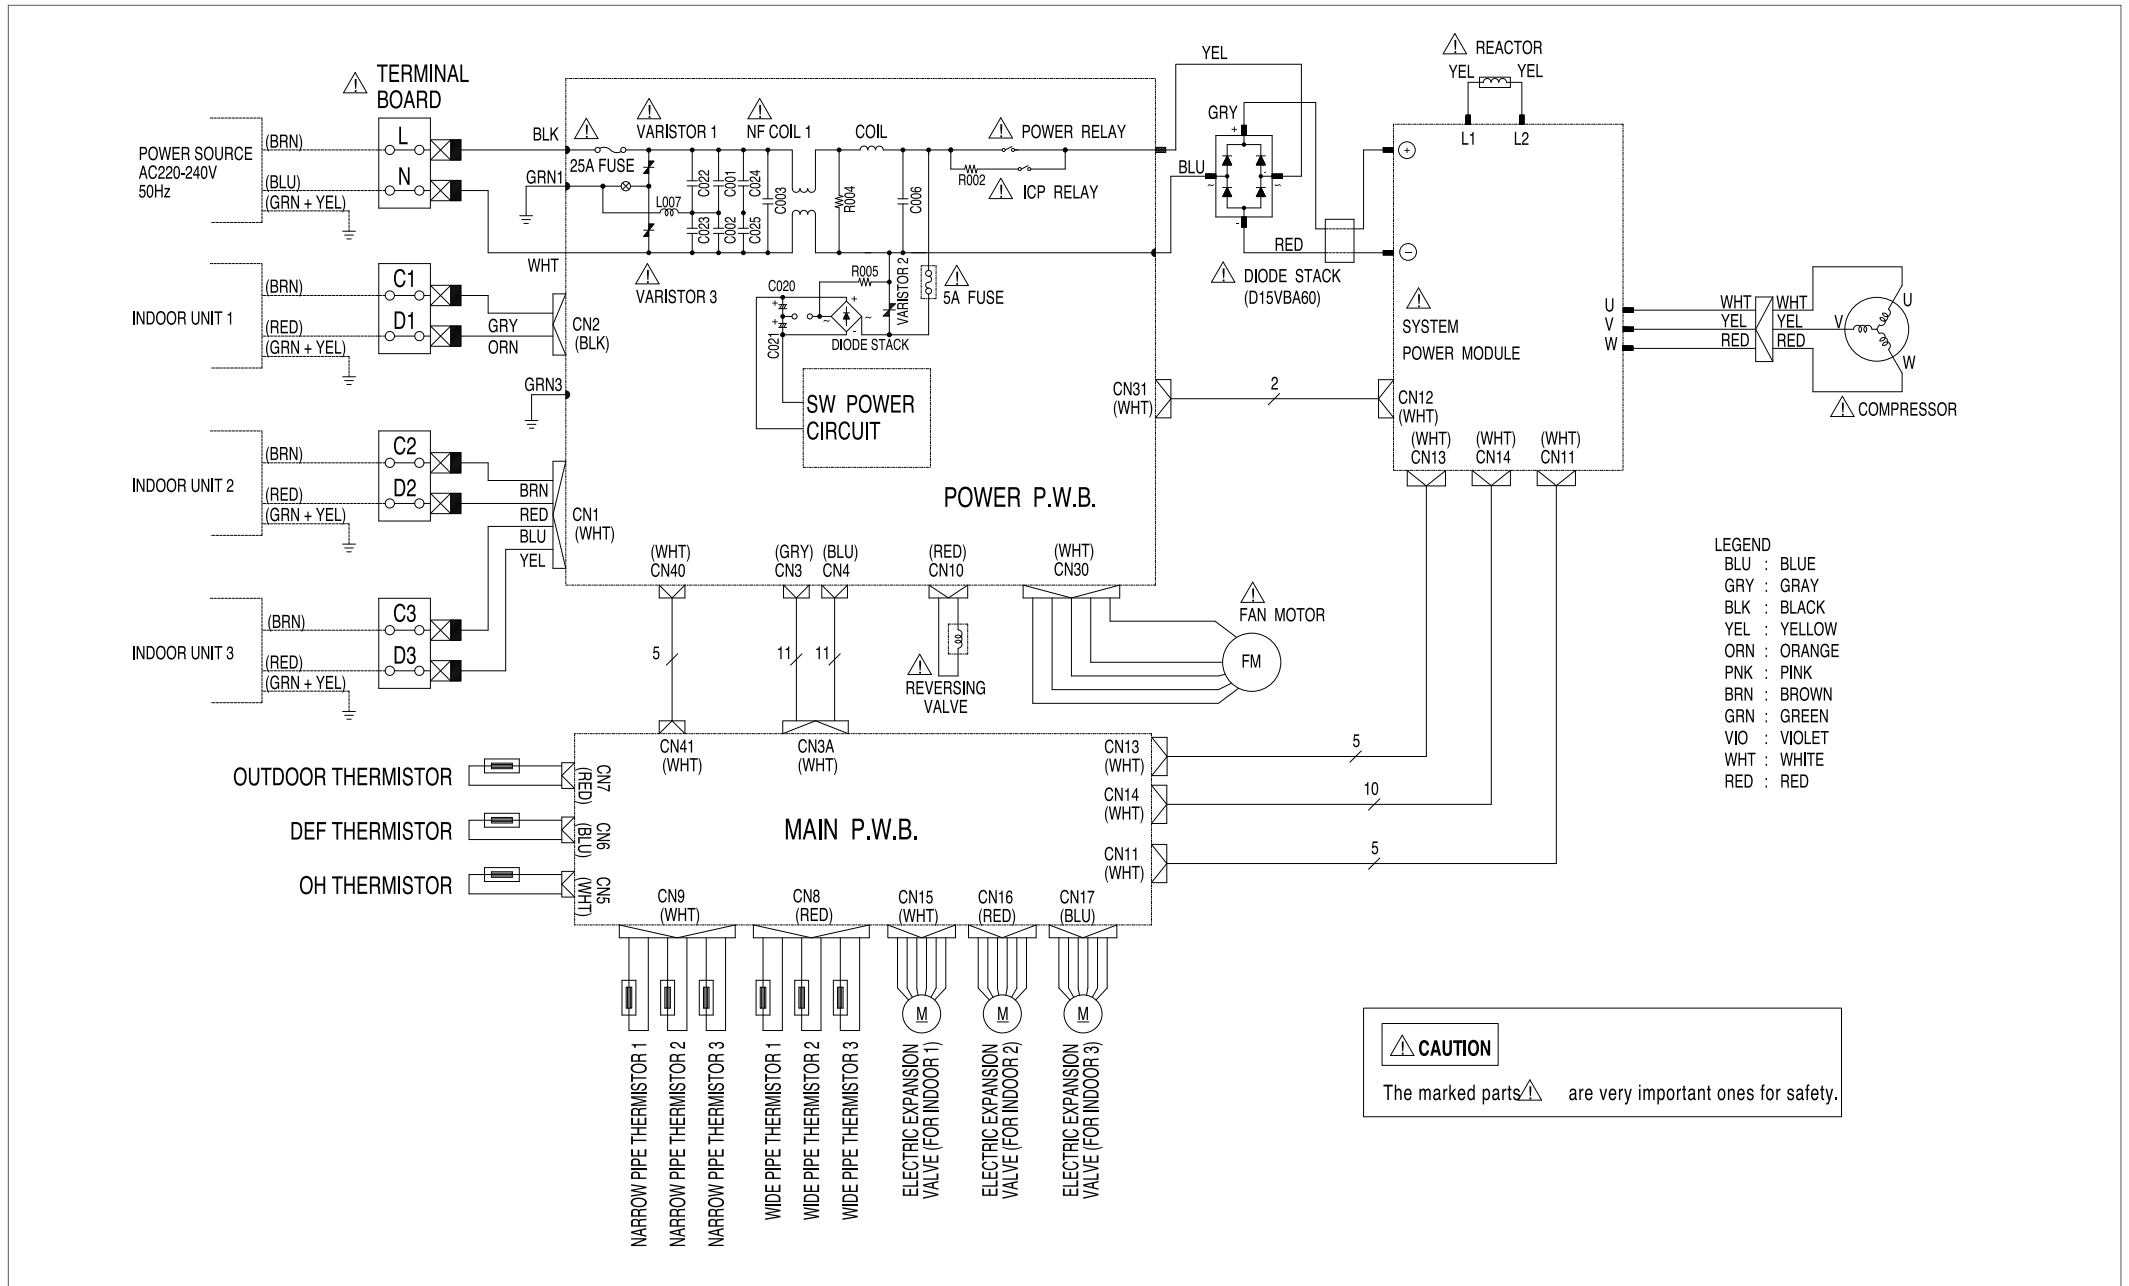 TERMINAL
BOARD
POWER SOURCE
AC220-240V
50Hz
(BRN)
(BLU)
(GRN + YEL)
L
N
BLK
GRN1
WHT
25A FUSE
VARISTOR 1
NF COIL 1
COIL
POWER RELAY
R002
ICP RELAY
L007
C022
C001
C024
C023
C002
C025
C003
R004
C006
VARISTOR 3
C020
C021
R005
VARISTOR 2
5A FUSE
DIODE STACK
SW POWER
CIRCUIT
YEL
GRY
+
BLU
~
-
RED
DIODE STACK
(D15VBA60)
REACTOR
YEL
YEL
L1
L2
+
−
SYSTEM
POWER MODULE
U
V
W
WHT
YEL
RED
WHT
YEL
RED
U
V
W
COMPRESSOR
INDOOR UNIT 1
(BRN)
(RED)
(GRN + YEL)
C1
D1
GRY
ORN
CN2
(BLK)
GRN3
INDOOR UNIT 2
(BRN)
(RED)
(GRN + YEL)
C2
D2
BRN
RED
BLU
YEL
CN1
(WHT)
INDOOR UNIT 3
(BRN)
(RED)
(GRN + YEL)
C3
D3
CN31
(WHT)
2
CN12
(WHT)
(WHT)
CN13
(WHT)
CN14
(WHT)
CN11
POWER P.W.B.
(WHT)
CN40
(GRY)
CN3
(BLU)
CN4
(RED)
CN10
(WHT)
CN30
5
11
11
REVERSING
VALVE
FAN MOTOR
FM
LEGEND
BLU : BLUE
GRY : GRAY
BLK : BLACK
YEL : YELLOW
ORN : ORANGE
PNK : PINK
BRN : BROWN
GRN : GREEN
VIO : VIOLET
WHT : WHITE
RED : RED
CN41
(WHT)
CN3A
(WHT)
CN13
(WHT)
5
CN14
(WHT)
10
CN11
(WHT)
5
MAIN P.W.B.
OUTDOOR THERMISTOR
CN7
(RED)
DEF THERMISTOR
CN6
(BLU)
OH THERMISTOR
CN5
(WHT)
CN9
(WHT)
CN8
(RED)
CN15
(WHT)
CN16
(RED)
CN17
(BLU)
M
M
M
NARROW PIPE THERMISTOR 1
NARROW PIPE THERMISTOR 2
NARROW PIPE THERMISTOR 3
WIDE PIPE THERMISTOR 1
WIDE PIPE THERMISTOR 2
WIDE PIPE THERMISTOR 3
ELECTRIC EXPANSION
VALVE (FOR INDOOR 1)
ELECTRIC EXPANSION
VALVE (FOR INDOOR 2)
ELECTRIC EXPANSION
VALVE (FOR INDOOR 3)
⚠ CAUTION
The marked parts⚠ are very important ones for safety.